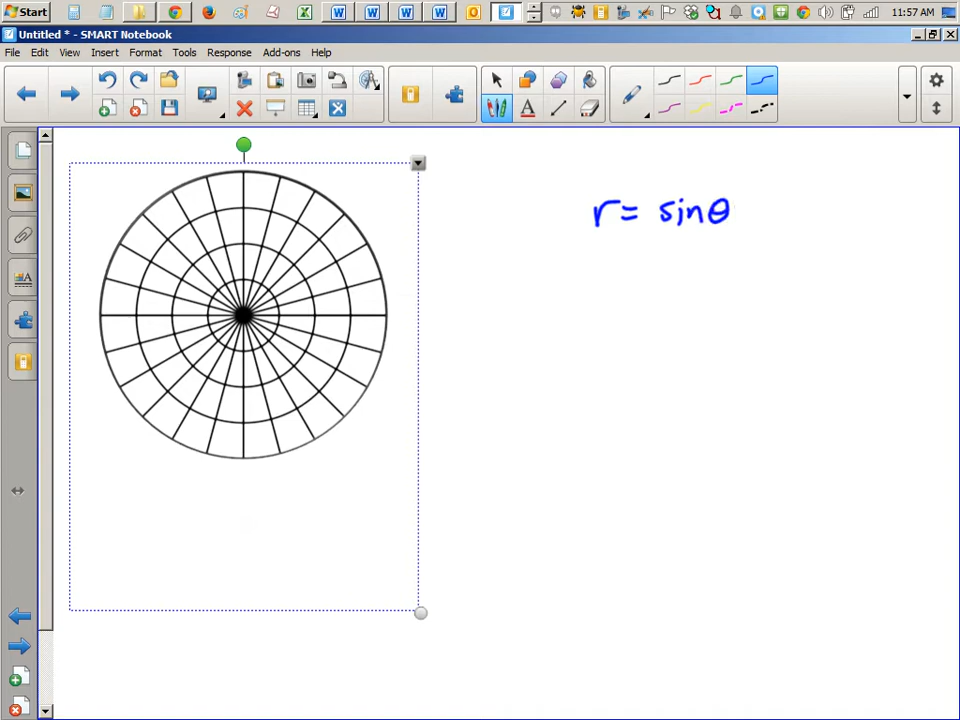 Start
11:57 AM
Untitled * - SMART Notebook
File Edit View Insert Format Tools Response Add-ons Help
r = sinθ